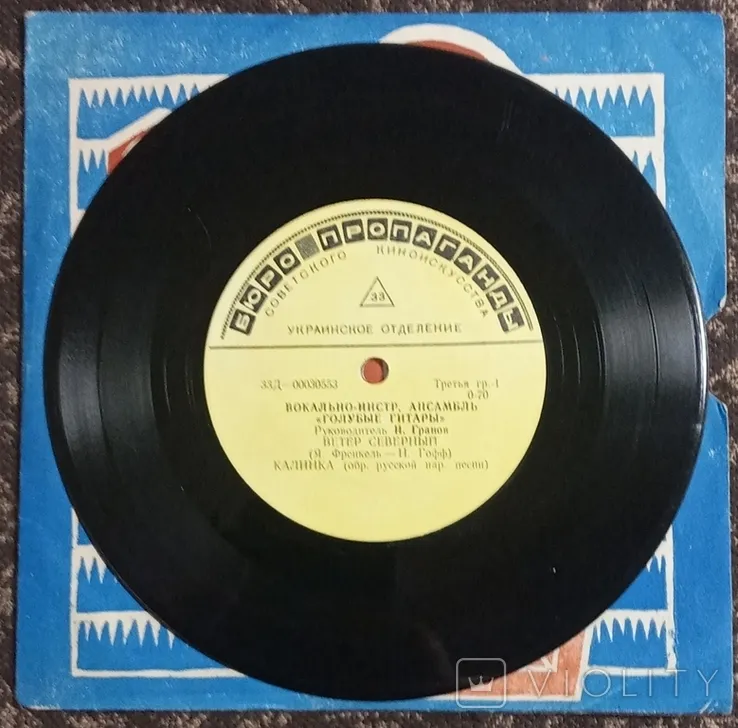 БЮРО ПРОПАГАНДЫ
СОВЕТСКОГО КИНОИСКУССТВА
33
УКРАИНСКОЕ ОТДЕЛЕНИЕ
33Д—00030553 Третья гр.-1
0-70
ВОКАЛЬНО-ИНСТР. АНСАМБЛЬ
«ГОЛУБЫЕ ГИТАРЫ»
Руководитель И. Гранов
ВЕТЕР СЕВЕРНЫЙ
(Я. Френкель — И. Гофф)
КАЛИНКА (обр. русской нар. песни)
VIOLITY